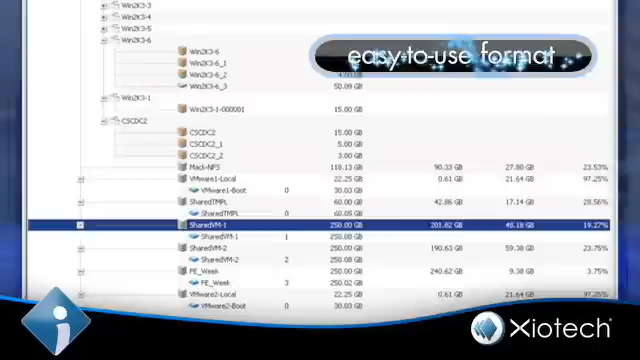 Win2K3-3
Win2K3-4
Win2K3-5
Win2K3-6
easy-to-use format
Win2K3-6
Win2K3-6_1
Win2K3-6_2 4.00 GB
Win2K3-6_3 50.09 GB
Win2K3-1
Win2K3-1-000001 15.00 GB
CSCDC2
CSCDC2 15.00 GB
CSCDC2_1 5.00 GB
CSCDC2_2 3.00 GB
Mack-NFS 118.13 GB 90.33 GB 27.80 GB 23.53%
VMware1-Local 22.25 GB 0.61 GB 21.64 GB 97.25%
VMware1-Boot 0 30.03 GB
SharedTMPL 60.00 GB 42.86 GB 17.14 GB 28.56%
SharedTMPL 0 60.05 GB
SharedVM-1 250.00 GB 201.82 GB 48.18 GB 19.27%
SharedVM-1 1 250.08 GB
SharedVM-2 250.00 GB 190.63 GB 59.38 GB 23.75%
SharedVM-2 2 250.08 GB
PE_Week 250.00 GB 240.62 GB 9.38 GB 3.75%
PE_Week 3 250.02 GB
VMware2-Local 22.25 GB 0.61 GB 21.64 GB 97.25%
VMware2-Boot 0 30.03 GB
i
Xiotech®